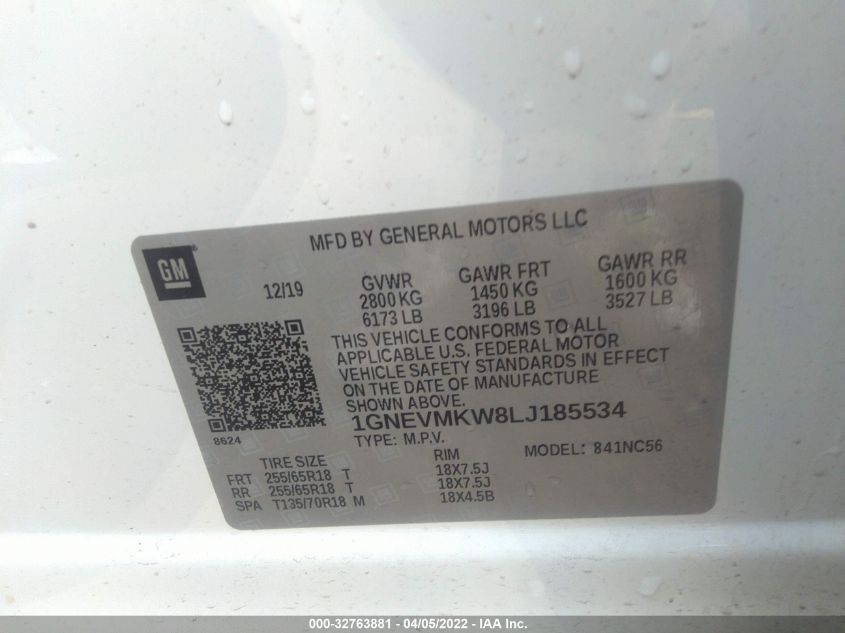 MFD BY GENERAL MOTORS LLC
GM
12/19
GVWR GAWR FRT GAWR RR
2800 KG 1450 KG 1600 KG
6173 LB 3196 LB 3527 LB
THIS VEHICLE CONFORMS TO ALL
APPLICABLE U.S. FEDERAL MOTOR
VEHICLE SAFETY STANDARDS IN EFFECT
ON THE DATE OF MANUFACTURE
SHOWN ABOVE.
8624
1GNEVMKW8LJ185534
TYPE: M.P.V. MODEL: 841NC56
TIRE SIZE RIM
FRT 255/65R18 T 18X7.5J
RR 255/65R18 T 18X7.5J
SPA T135/70R18 M 18X4.5B
000-32763881 - 04/05/2022 - IAA Inc.